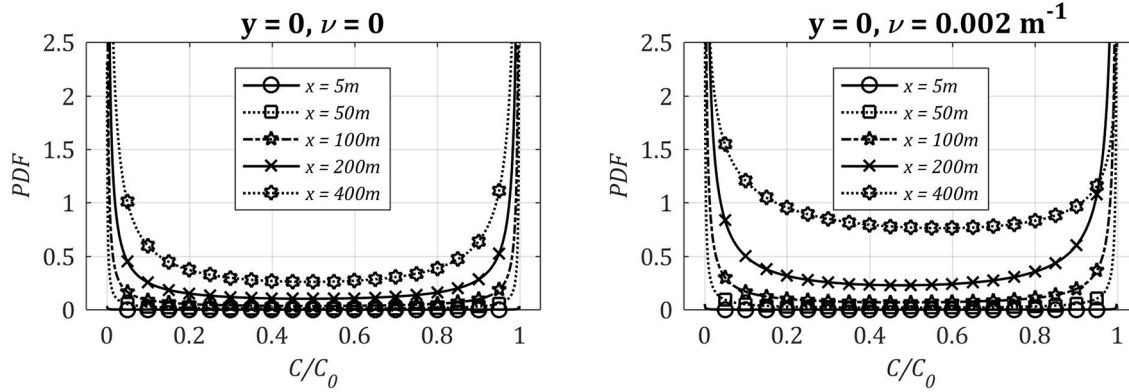 y = 0, ν = 0
2.5
2
1.5
1
0.5
0
PDF
x = 5m
x = 50m
x = 100m
x = 200m
x = 400m
0 0.2 0.4 0.6 0.8 1
C/C0
y = 0, ν = 0.002 m-1
2.5
2
1.5
1
0.5
0
PDF
x = 5m
x = 50m
x = 100m
x = 200m
x = 400m
0 0.2 0.4 0.6 0.8 1
C/C0